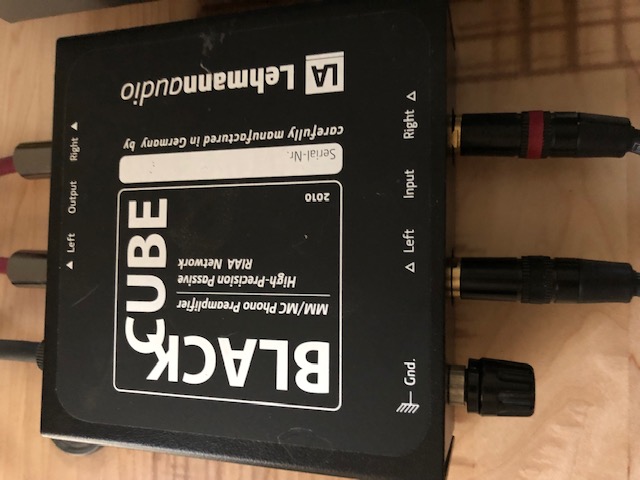 BLACK
CUBE
MM/MC Phono Preamplifier
High-Precision Passive
RIAA Network
2010
Serial-Nr.
carefully manufactured in Germany by
LA Lehmannaudio
Gnd.
Left Input Right
Left Output Right